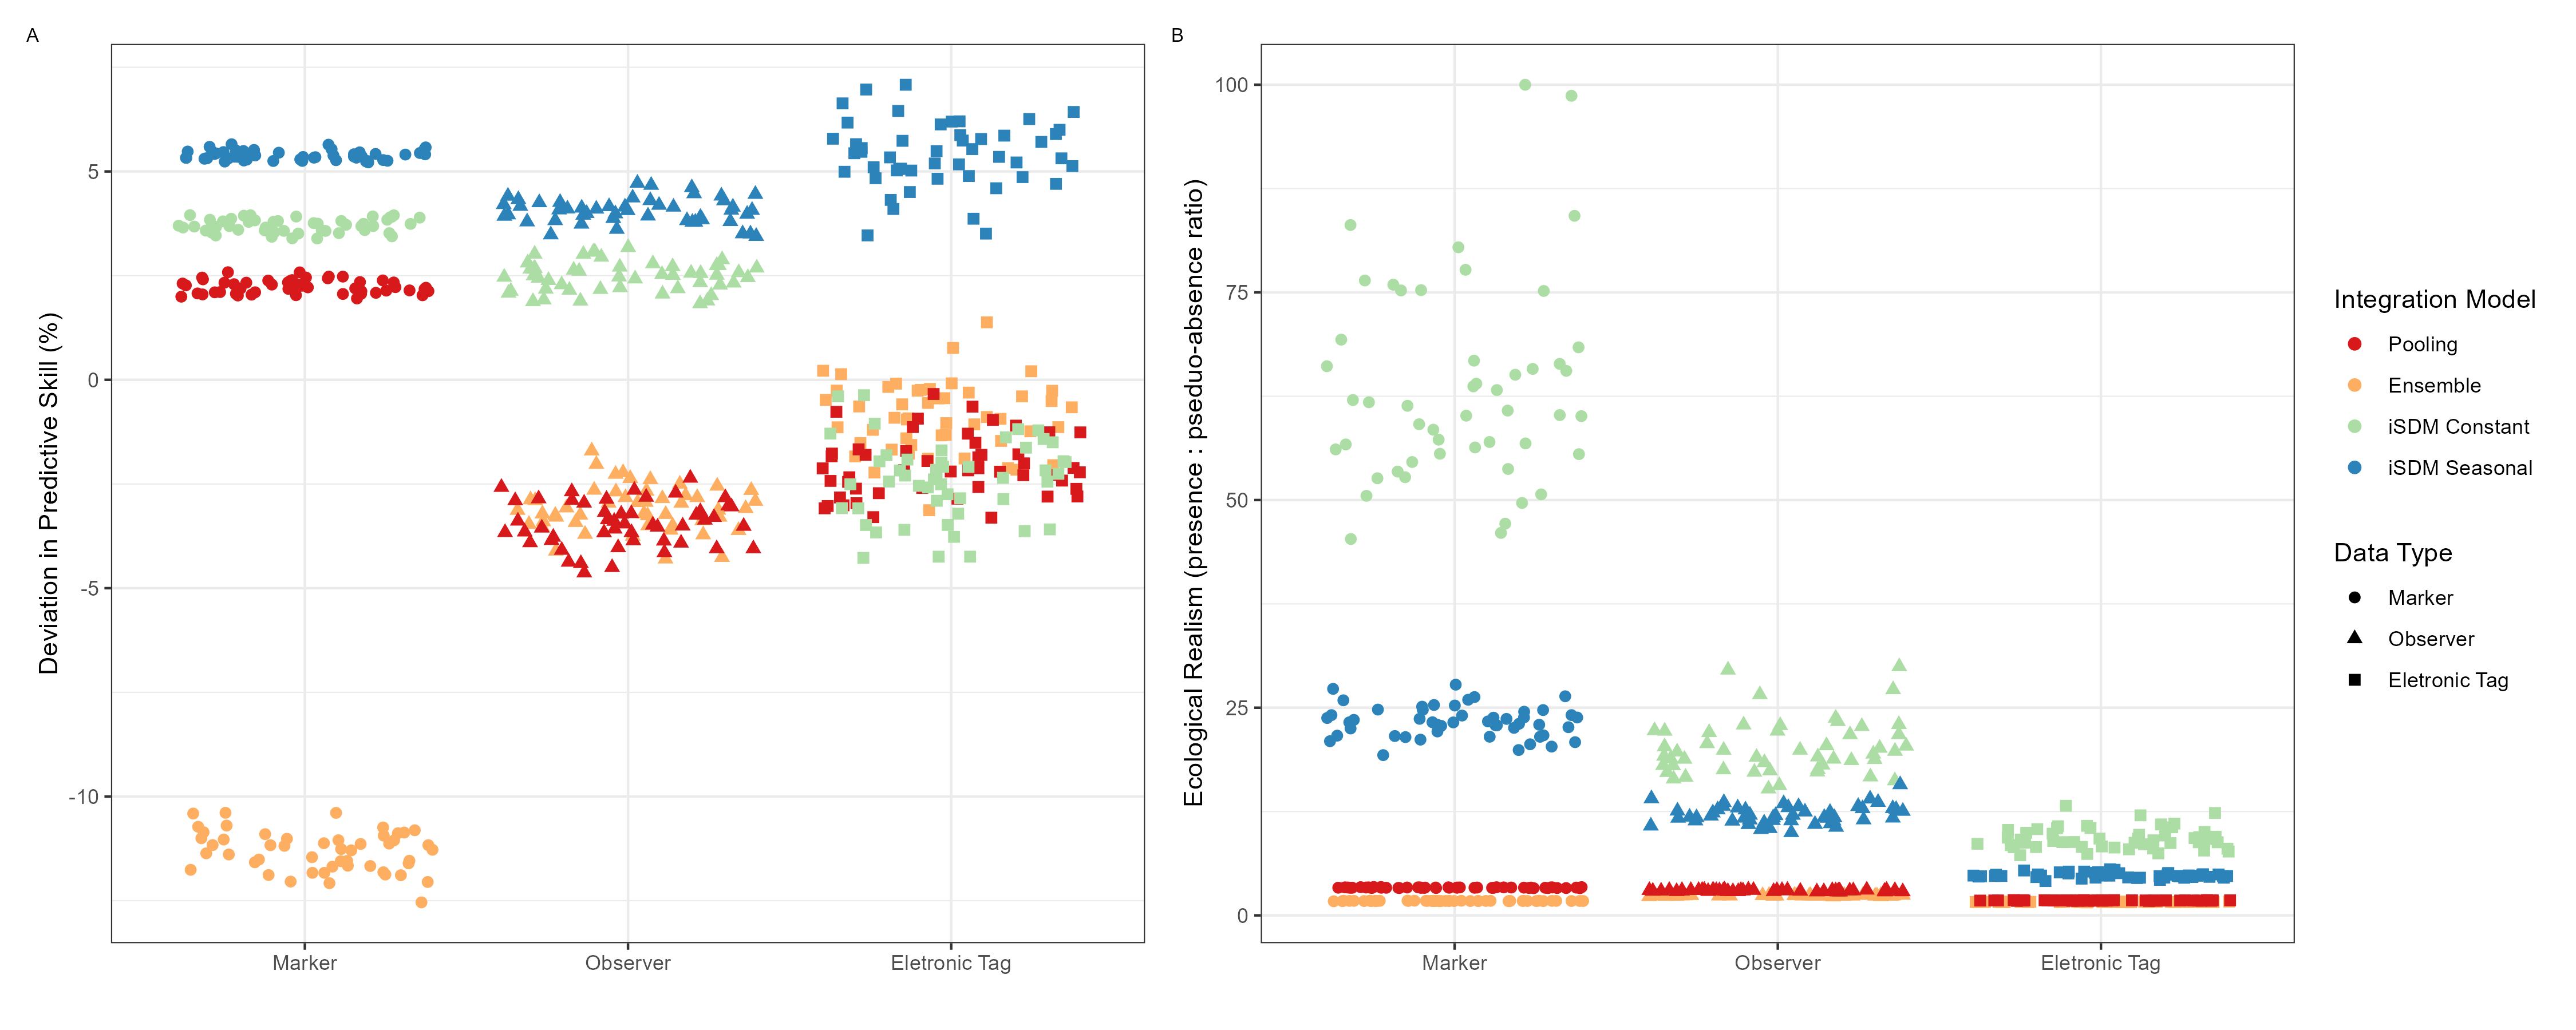 A
Deviation in Predictive Skill (%)
5
0
-5
-10
Marker
Observer
Eletronic Tag
B
Ecological Realism (presence : pseduo-absence ratio)
100
75
50
25
0
Marker
Observer
Eletronic Tag
Integration Model
Pooling
Ensemble
iSDM Constant
iSDM Seasonal
Data Type
Marker
Observer
Eletronic Tag